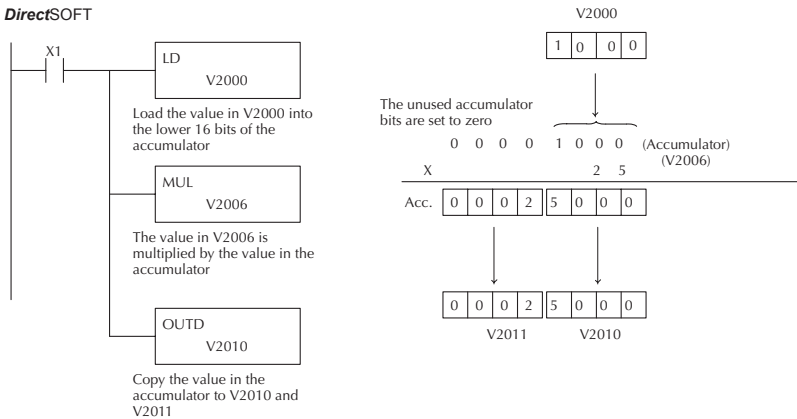 DirectSOFT
X1
LD
V2000
Load the value in V2000 into
the lower 16 bits of the
accumulator
MUL
V2006
The value in V2006 is
multiplied by the value in the
accumulator
OUTD
V2010
Copy the value in the
accumulator to V2010 and
V2011
V2000
1 0 0 0
The unused accumulator
bits are set to zero
0 0 0 0 1 0 0 0 (Accumulator)
(V2006)
X 2 5
Acc. 0 0 0 2 5 0 0 0
0 0 0 2 5 0 0 0
V2011 V2010